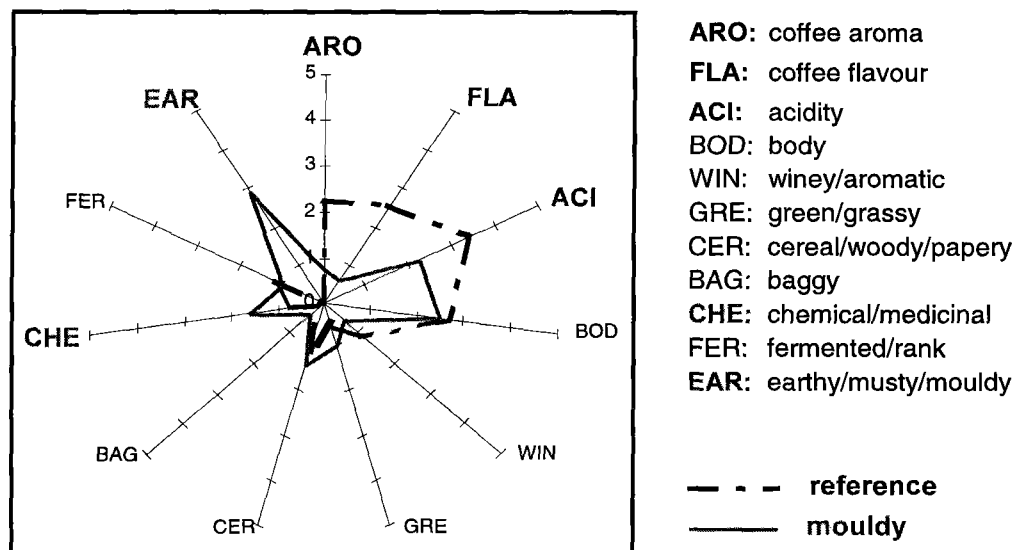 ARO
5
4
3
2
1
0
FLA
ACI
BOD
WIN
GRE
CER
BAG
CHE
FER
EAR
ARO: coffee aroma
FLA: coffee flavour
ACI: acidity
BOD: body
WIN: winey/aromatic
GRE: green/grassy
CER: cereal/woody/papery
BAG: baggy
CHE: chemical/medicinal
FER: fermented/rank
EAR: earthy/musty/mouldy
reference
mouldy